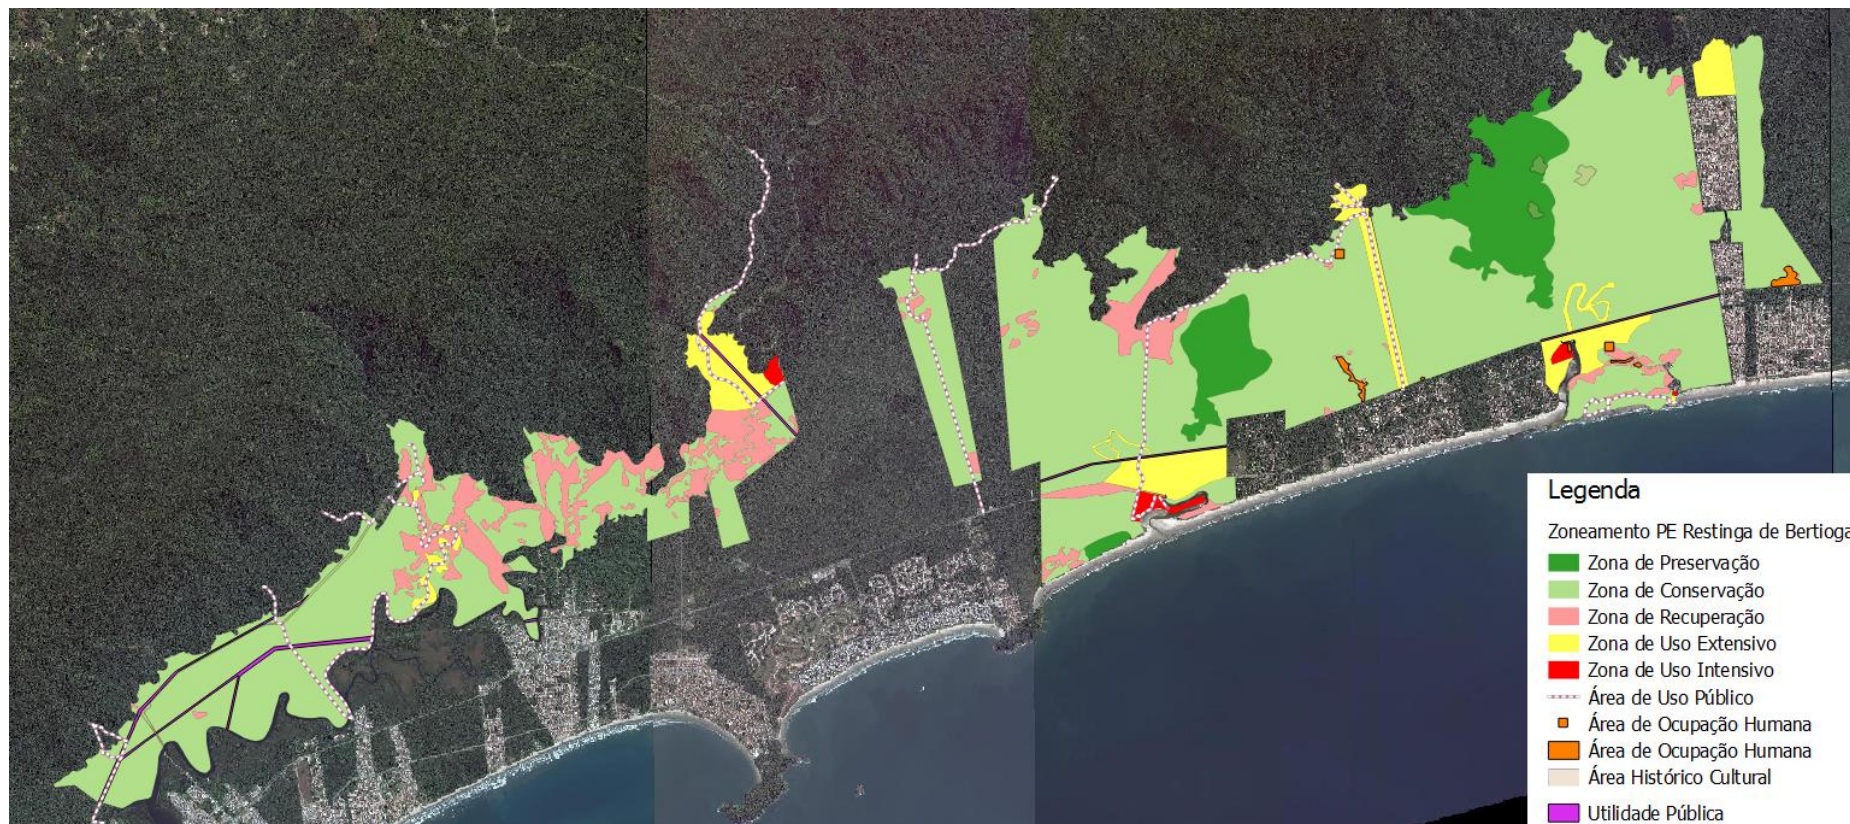 Legenda
Zoneamento PE Restinga de Bertioga
Zona de Preservação
Zona de Conservação
Zona de Recuperação
Zona de Uso Extensivo
Zona de Uso Intensivo
Área de Uso Público
Área de Ocupação Humana
Área de Ocupação Humana
Área Histórico Cultural
Utilidade Pública